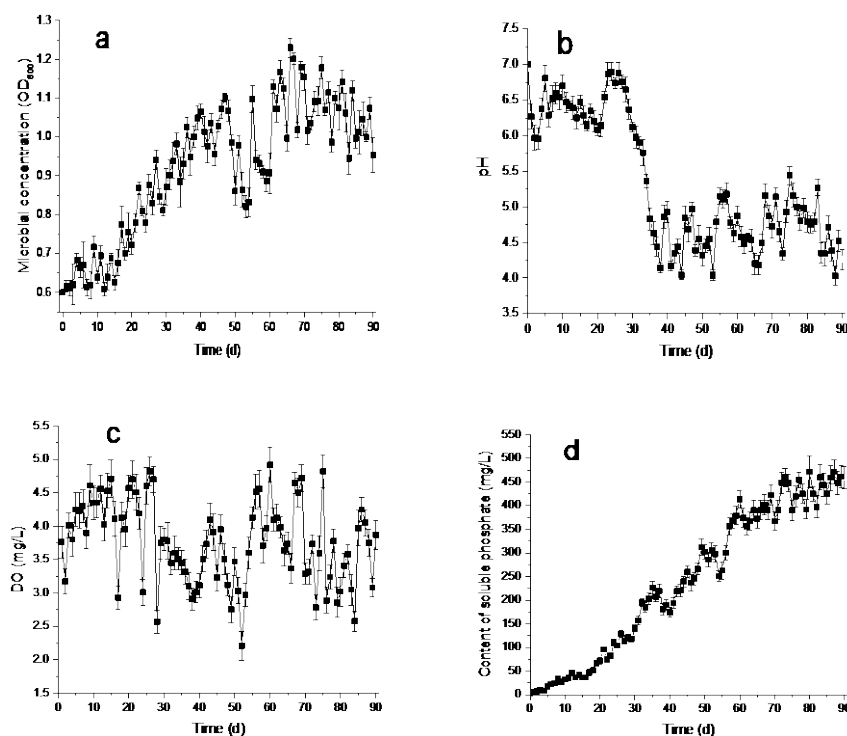 a
Microbial concentration (OD600)
1.3
1.2
1.1
1.0
0.9
0.8
0.7
0.6
0 10 20 30 40 50 60 70 80 90
Time (d)
b
pH
7.5
7.0
6.5
6.0
5.5
5.0
4.5
4.0
3.5
0 10 20 30 40 50 60 70 80 90
Time (d)
c
DO (mg/L)
5.5
5.0
4.5
4.0
3.5
3.0
2.5
2.0
1.5
0 10 20 30 40 50 60 70 80 90
Time (d)
d
Content of soluble phosphate (mg/L)
550
500
450
400
350
300
250
200
150
100
50
0
0 10 20 30 40 50 60 70 80 90
Time (d)